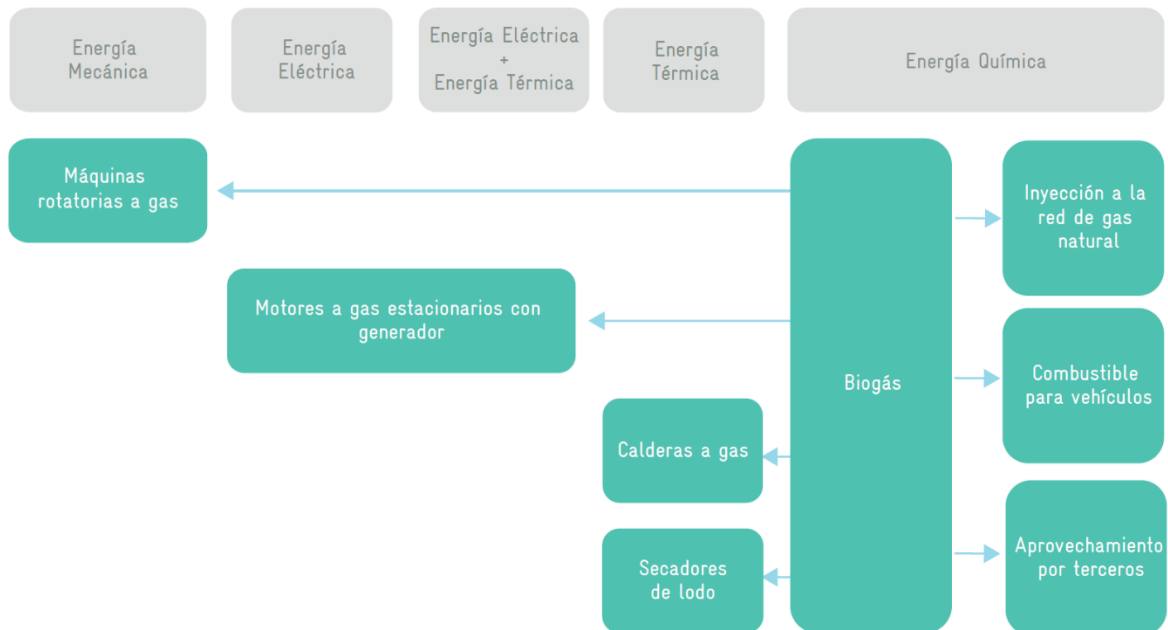 Energía
Mecánica
Energía
Eléctrica
Energía Eléctrica
+
Energía Térmica
Energía
Térmica
Energía Química
Máquinas
rotatorias a gas
Motores a gas estacionarios con
generador
Calderas a gas
Secadores
de lodo
Biogás
Inyección a la
red de gas
natural
Combustible
para vehículos
Aprovechamiento
por terceros